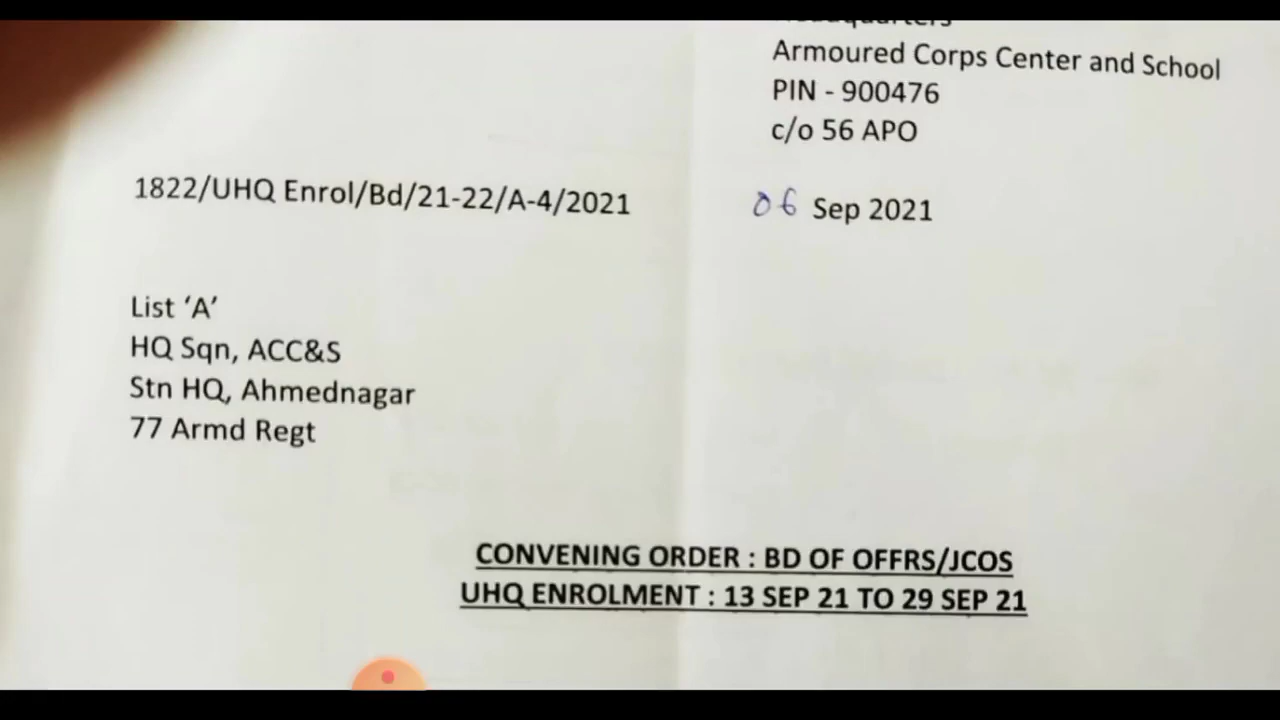 Headquarters
Armoured Corps Center and School
PIN - 900476
c/o 56 APO
1822/UHQ Enrol/Bd/21-22/A-4/2021
06 Sep 2021
List ‘A’
HQ Sqn, ACC&S
Stn HQ, Ahmednagar
77 Armd Regt
CONVENING ORDER : BD OF OFFRS/JCOS
UHQ ENROLMENT : 13 SEP 21 TO 29 SEP 21